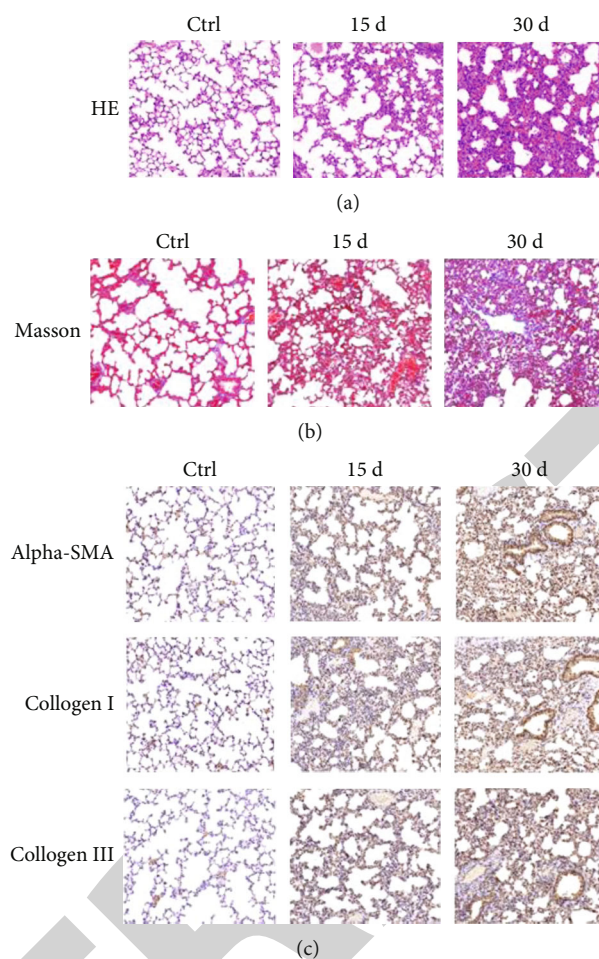 Ctrl 15 d 30 d
HE
(a)
Ctrl 15 d 30 d
Masson
(b)
Ctrl 15 d 30 d
Alpha-SMA
Collogen I
Collogen III
(c)